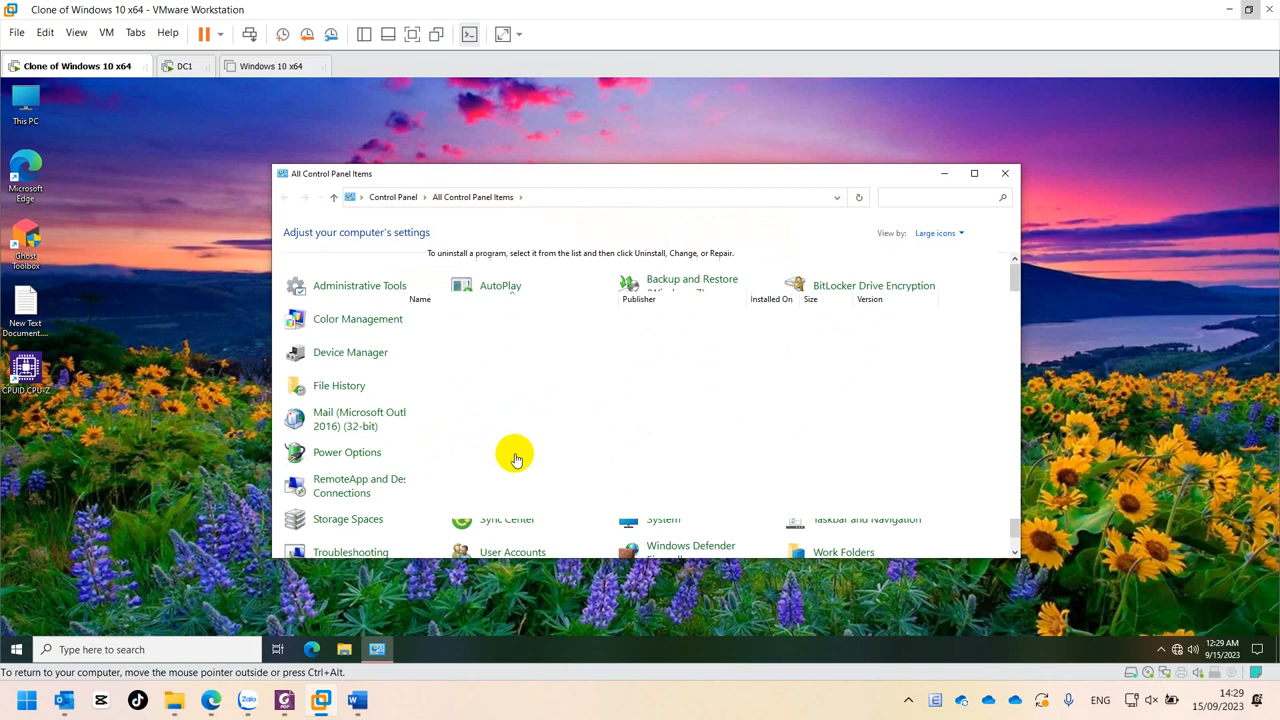 Clone of Windows 10 x64 - VMware Workstation
File Edit View VM Tabs Help
Clone of Windows 10 x64 DC1 Windows 10 x64
This PC
Microsoft
Edge
Ghost
Toolbox
New Text
Document....
CPUID CPU-Z
All Control Panel Items
Control Panel All Control Panel Items
Adjust your computer's settings
View by: Large icons
To uninstall a program, select it from the list and then click Uninstall, Change, or Repair.
Administrative Tools AutoPlay Backup and Restore BitLocker Drive Encryption
Name Publisher Installed On Size Version
Color Management
Device Manager
File History
Mail (Microsoft Outl
2016) (32-bit)
Power Options
RemoteApp and De
Connections
Storage Spaces Sync Center System Taskbar and Navigation
Troubleshooting User Accounts Windows Defender Work Folders
Type here to search
12:29 AM
9/15/2023
To return to your computer, move the mouse pointer outside or press Ctrl+Alt.
Zalo
PDF
ENG
14:29
15/09/2023